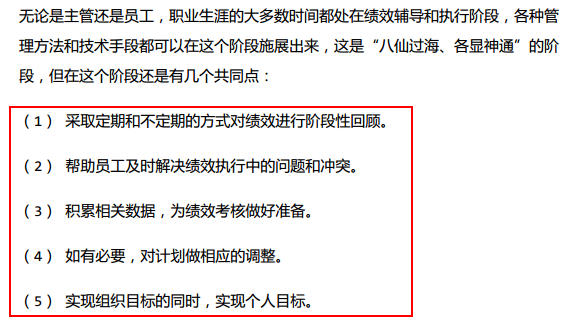 无论是主管还是员工，职业生涯的大多数时间都处在绩效辅导和执行阶段，各种管
理方法和技术手段都可以在这个阶段施展出来，这是“八仙过海、各显神通”的阶
段，但在这个阶段还是有几个共同点：
（1） 采取定期和不定期的方式对绩效进行阶段性回顾。
（2） 帮助员工及时解决绩效执行中的问题和冲突。
（3） 积累相关数据，为绩效考核做好准备。
（4） 如有必要，对计划做相应的调整。
（5） 实现组织目标的同时，实现个人目标。